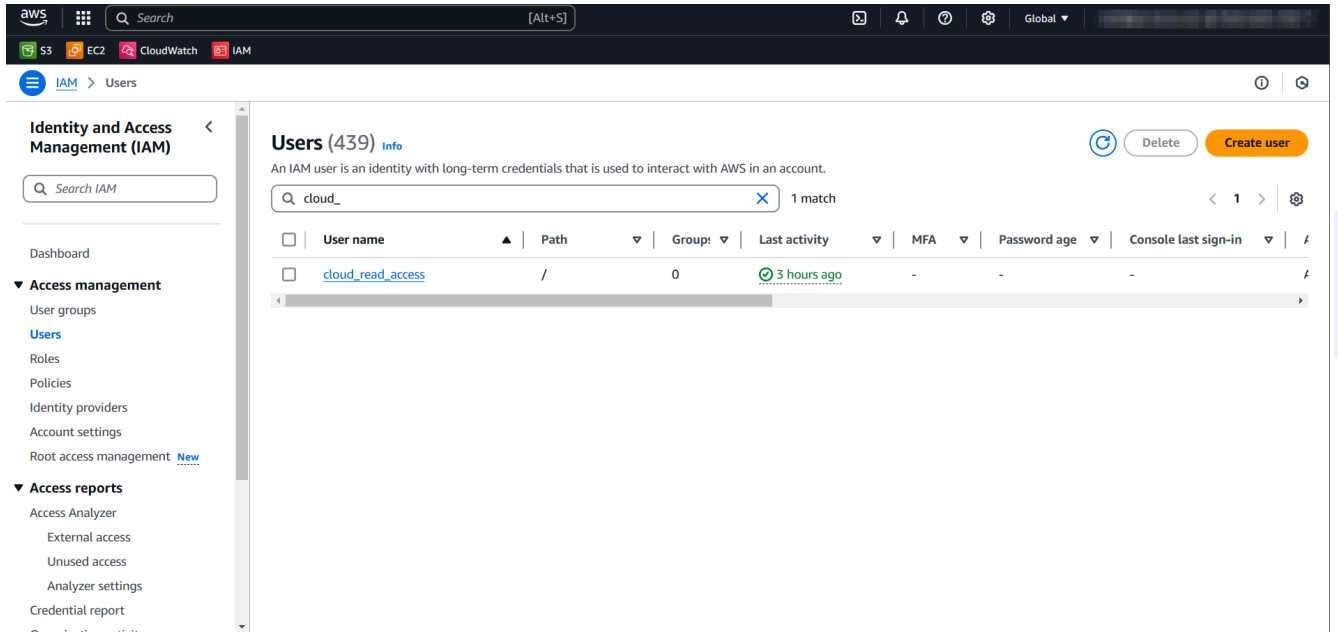 aws Search [Alt+S] Global
S3 EC2 CloudWatch IAM
IAM > Users
Identity and Access
Management (IAM)
Search IAM
Dashboard
Access management
User groups
Users
Roles
Policies
Identity providers
Account settings
Root access management New
Access reports
Access Analyzer
External access
Unused access
Analyzer settings
Credential report
Users (439) Info
Delete Create user
An IAM user is an identity with long-term credentials that is used to interact with AWS in an account.
cloud_ 1 match
1
User name Path Group: Last activity MFA Password age Console last sign-in
cloud_read_access / 0 3 hours ago - - -